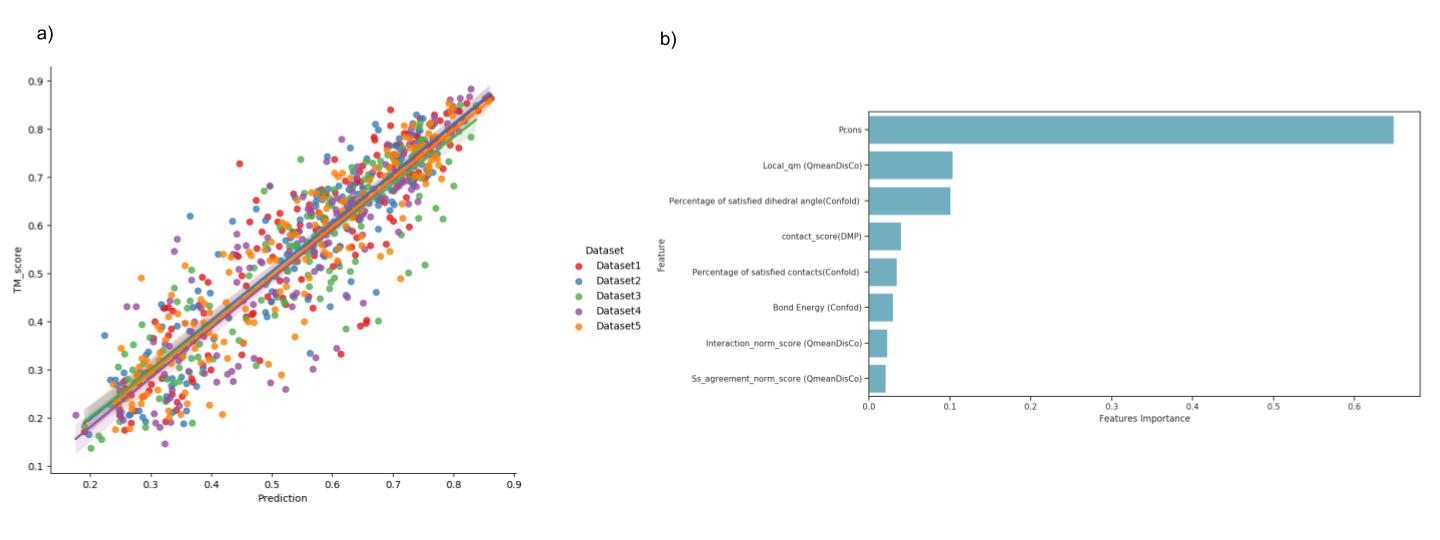 a)
0.9
0.8
0.7
0.6
0.5
0.4
0.3
0.2
0.1
TM_score
0.2 0.3 0.4 0.5 0.6 0.7 0.8 0.9
Prediction
Dataset
Dataset1
Dataset2
Dataset3
Dataset4
Dataset5
b)
Feature
Pcons
Local_qm (QmeanDisCo)
Percentage of satisfied dihedral angle(Confold)
contact_score(DMP)
Percentage of satisfied contacts(Confold)
Bond Energy (Confod)
Interaction_norm_score (QmeanDisCo)
Ss_agreement_norm_score (QmeanDisCo)
0.0 0.1 0.2 0.3 0.4 0.5 0.6
Features Importance